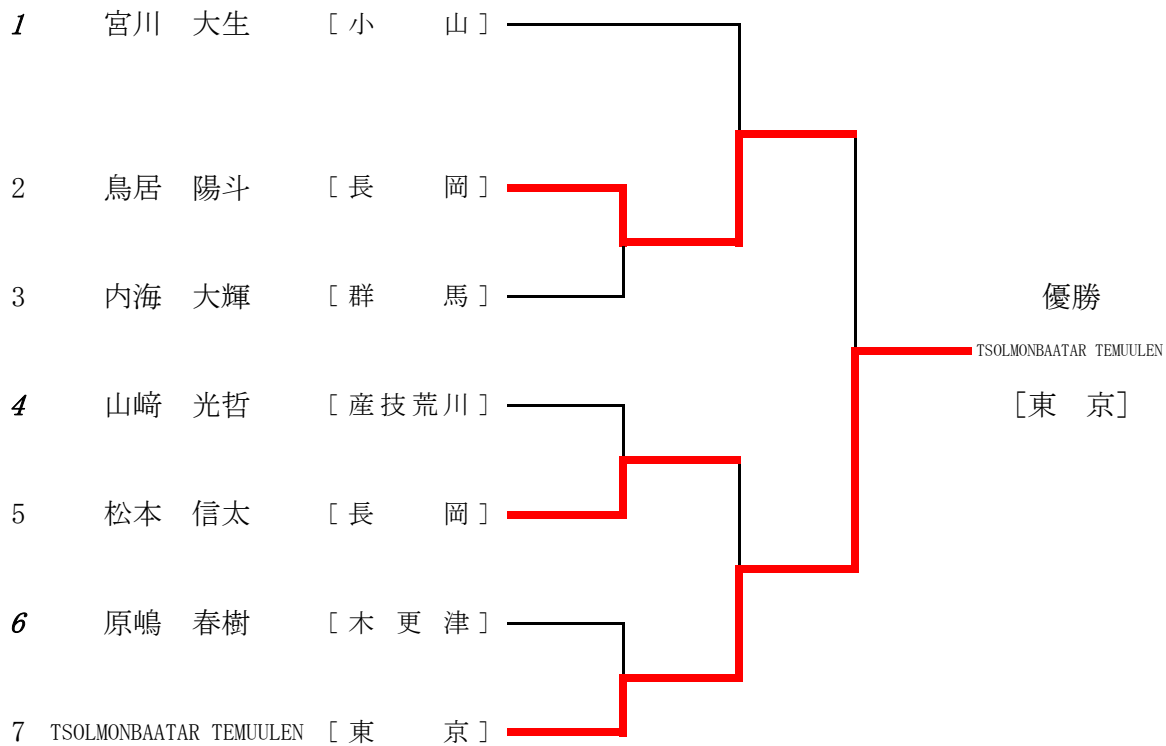 1 宮川 大生 [小 山]
2 鳥居 陽斗 [長 岡]
3 内海 大輝 [群 馬]
優勝
TSOLMONBAATAR TEMUULEN
4 山﨑 光哲 [産技荒川]
[東 京]
5 松本 信太 [長 岡]
6 原嶋 春樹 [木更津]
7 TSOLMONBAATAR TEMUULEN [東 京]